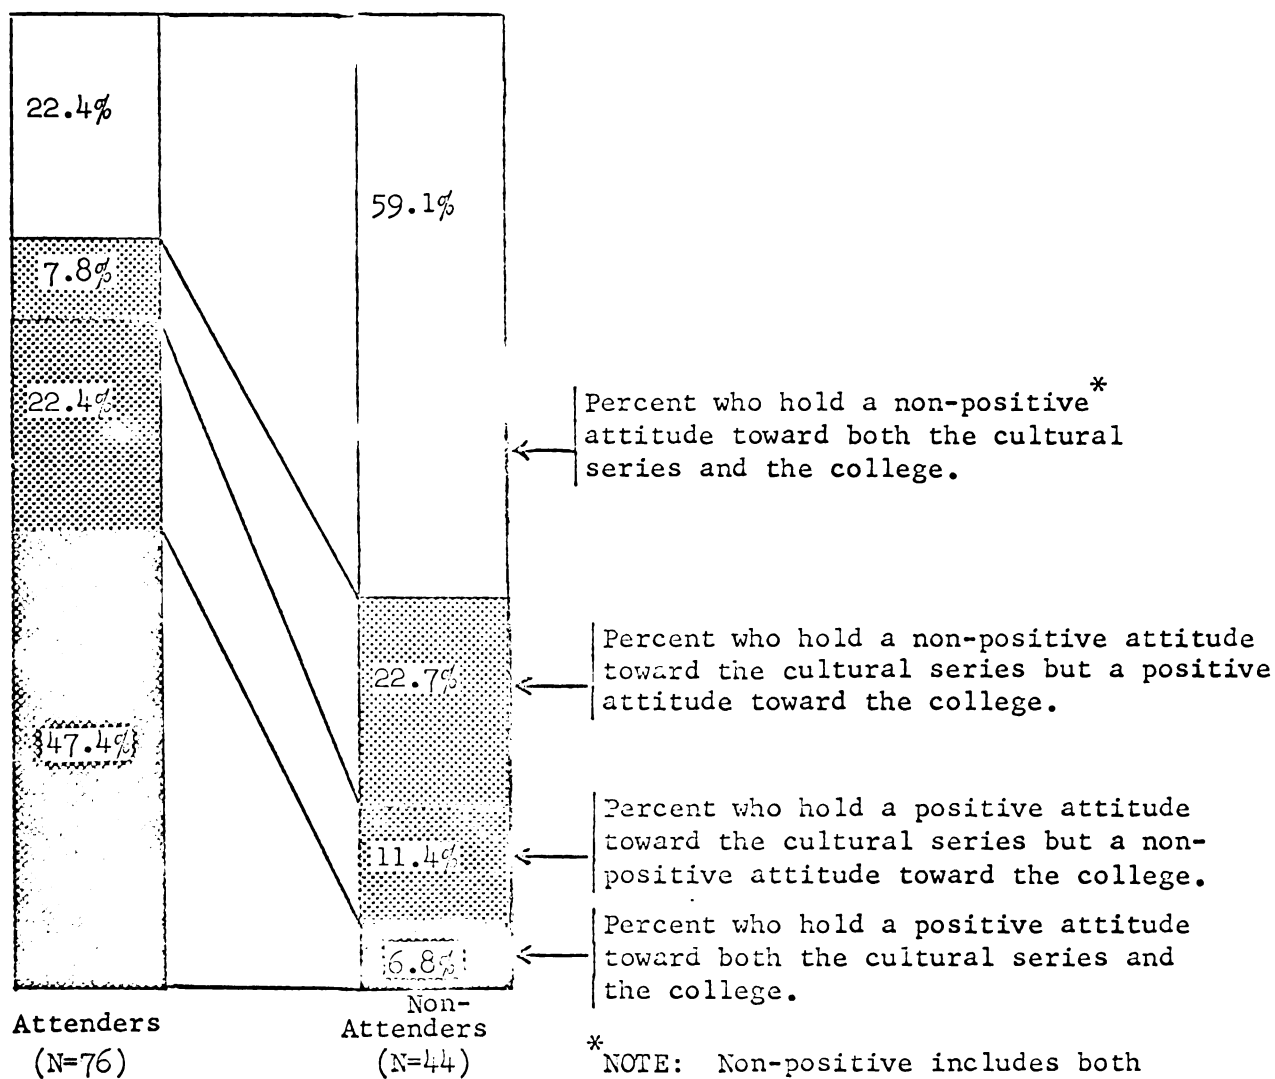 22.4%
7.8%
22.4%
47.4%
59.1%
22.7%
11.4%
6.8%
Percent who hold a non-positive*
attitude toward both the cultural
series and the college.
Percent who hold a non-positive attitude
toward the cultural series but a positive
attitude toward the college.
Percent who hold a positive attitude
toward the cultural series but a non-
positive attitude toward the college.
Percent who hold a positive attitude
toward both the cultural series and
the college.
Attenders
(N=76)
Non-
Attenders
(N=44)
*NOTE: Non-positive includes both